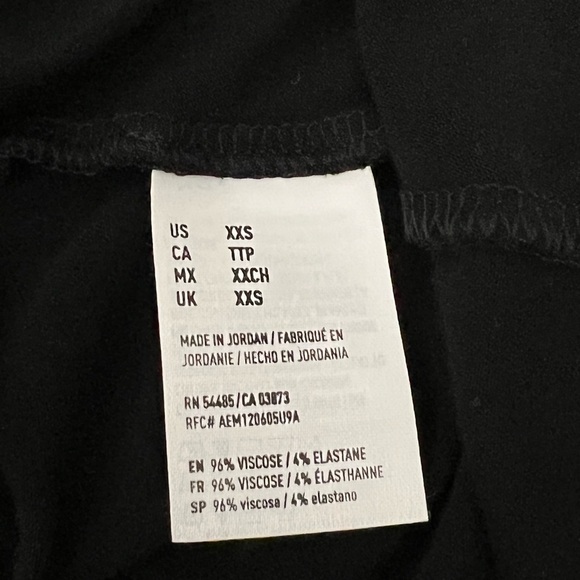 US XXS
CA TTP
MX XXCH
UK XXS
MADE IN JORDAN / FABRIQUÉ EN
JORDANIE / HECHO EN JORDANIA
RN 54485 / CA 03873
RFC# AEM120605U9A
EN 96% VISCOSE / 4% ELASTANE
FR 96% VISCOSE / 4% ÉLASTHANNE
SP 96% viscosa / 4% elastano